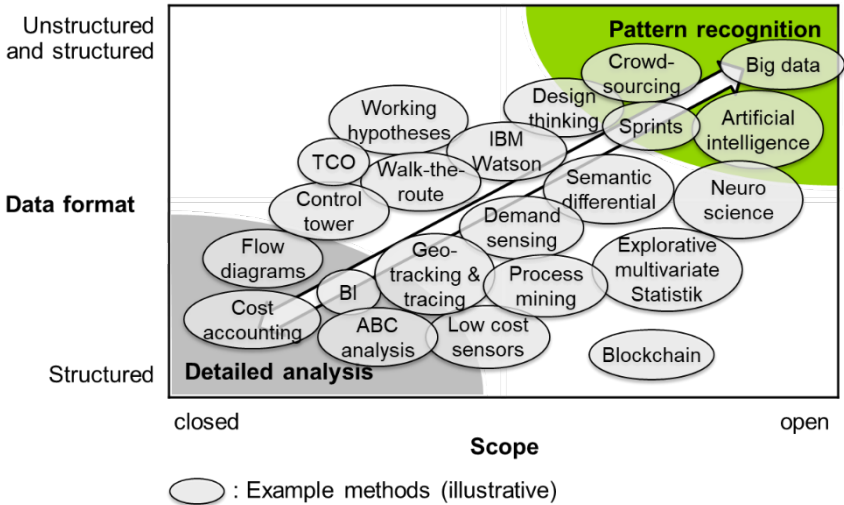 Unstructured
and structured
Pattern recognition
Crowd-
sourcing
Big data
Working
hypotheses
Design
thinking
Sprints
Artificial
intelligence
IBM
Watson
TCO
Walk-the-
route
Semantic
differential
Neuro
science
Data format
Control
tower
Demand
sensing
Flow
diagrams
Geo-
tracking &
tracing
Explorative
multivariate
Statistik
BI
Process
mining
Cost
accounting
ABC
analysis
Low cost
sensors
Blockchain
Structured
Detailed analysis
closed
open
Scope
: Example methods (illustrative)